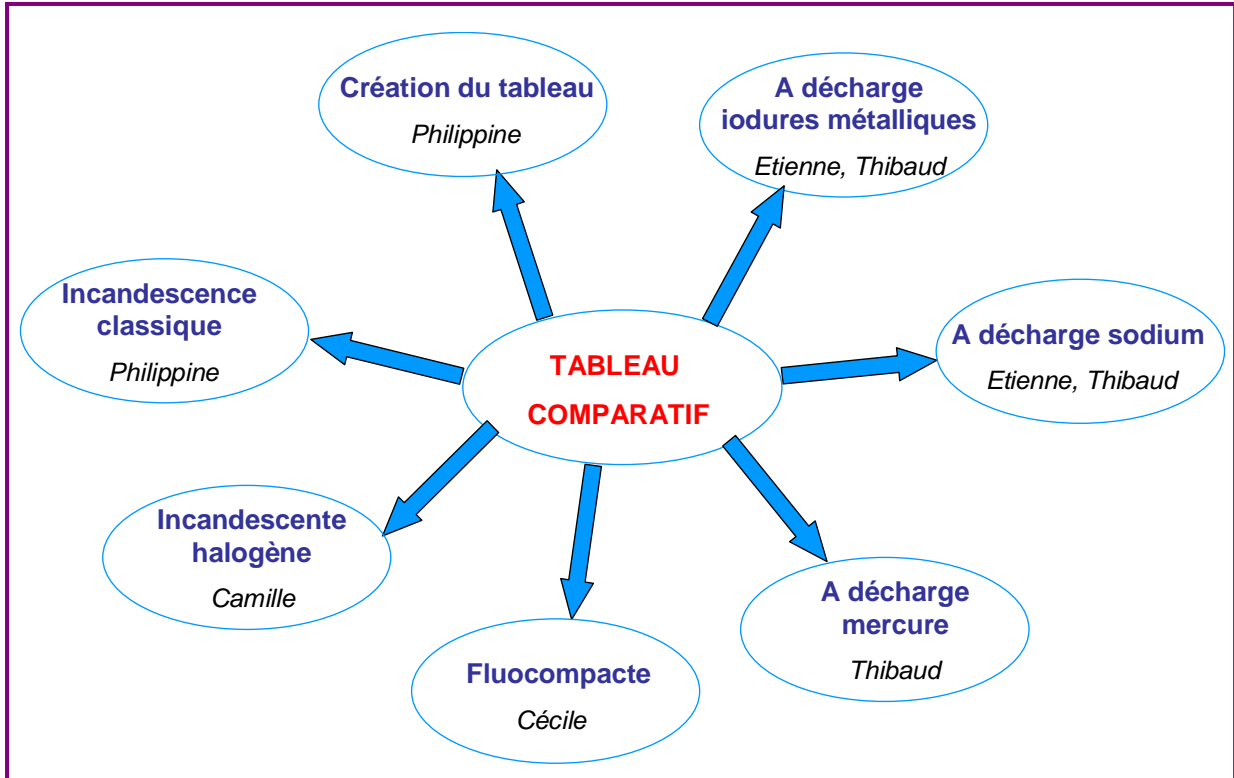 Création du tableau
Philippine
A décharge
iodures métalliques
Etienne, Thibaud
Incandescence
classique
Philippine
TABLEAU
COMPARATIF
A décharge sodium
Etienne, Thibaud
Incandescente
halogène
Camille
Fluocompacte
Cécile
A décharge
mercure
Thibaud